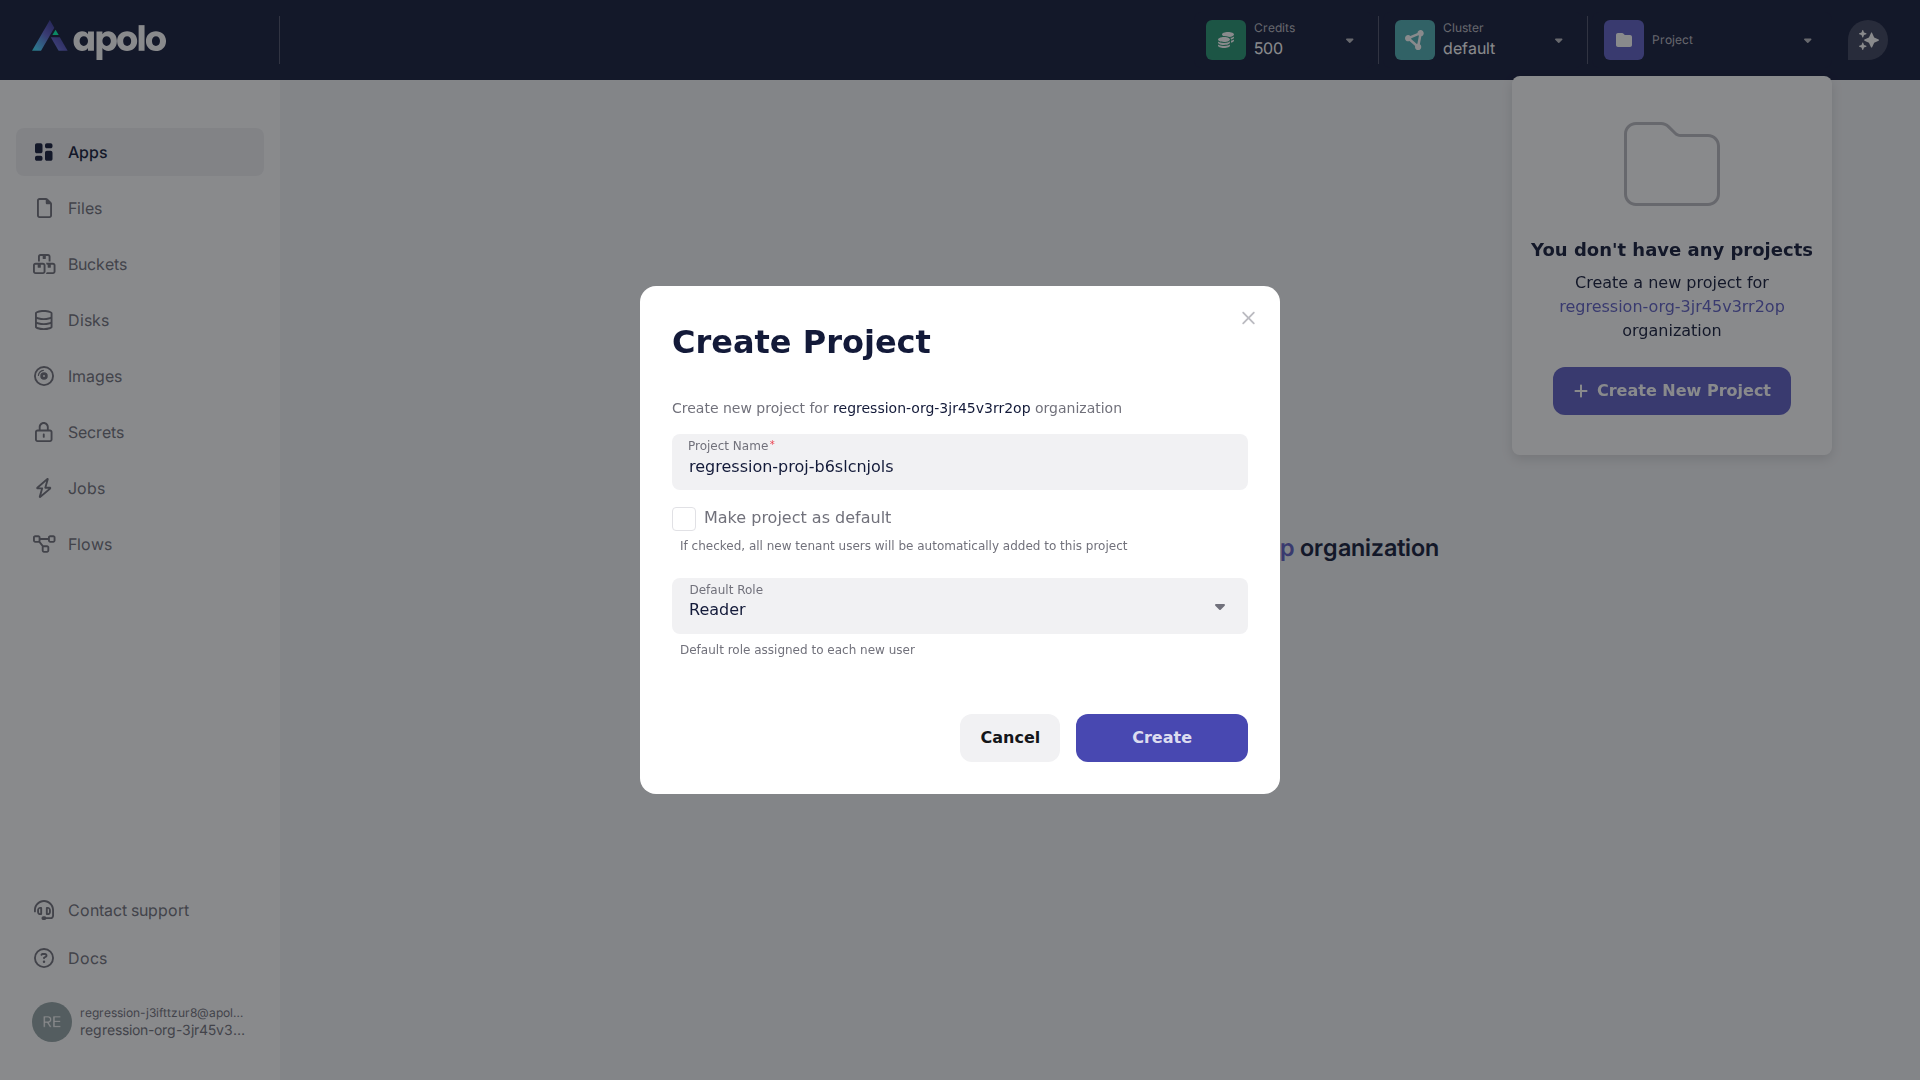 apolo
Credits
500
Cluster
default
Project
Apps
Files
Buckets
Disks
Images
Secrets
Jobs
Flows
Contact support
Docs
RE
regression-j3ifttzur8@apol...
regression-org-3jr45v3...
You don't have any projects
Create a new project for
regression-org-3jr45v3rr2op
organization
Create New Project
p organization
Create Project
Create new project for regression-org-3jr45v3rr2op organization
Project Name*
regression-proj-b6slcnjols
Make project as default
If checked, all new tenant users will be automatically added to this project
Default Role
Reader
Default role assigned to each new user
Cancel
Create